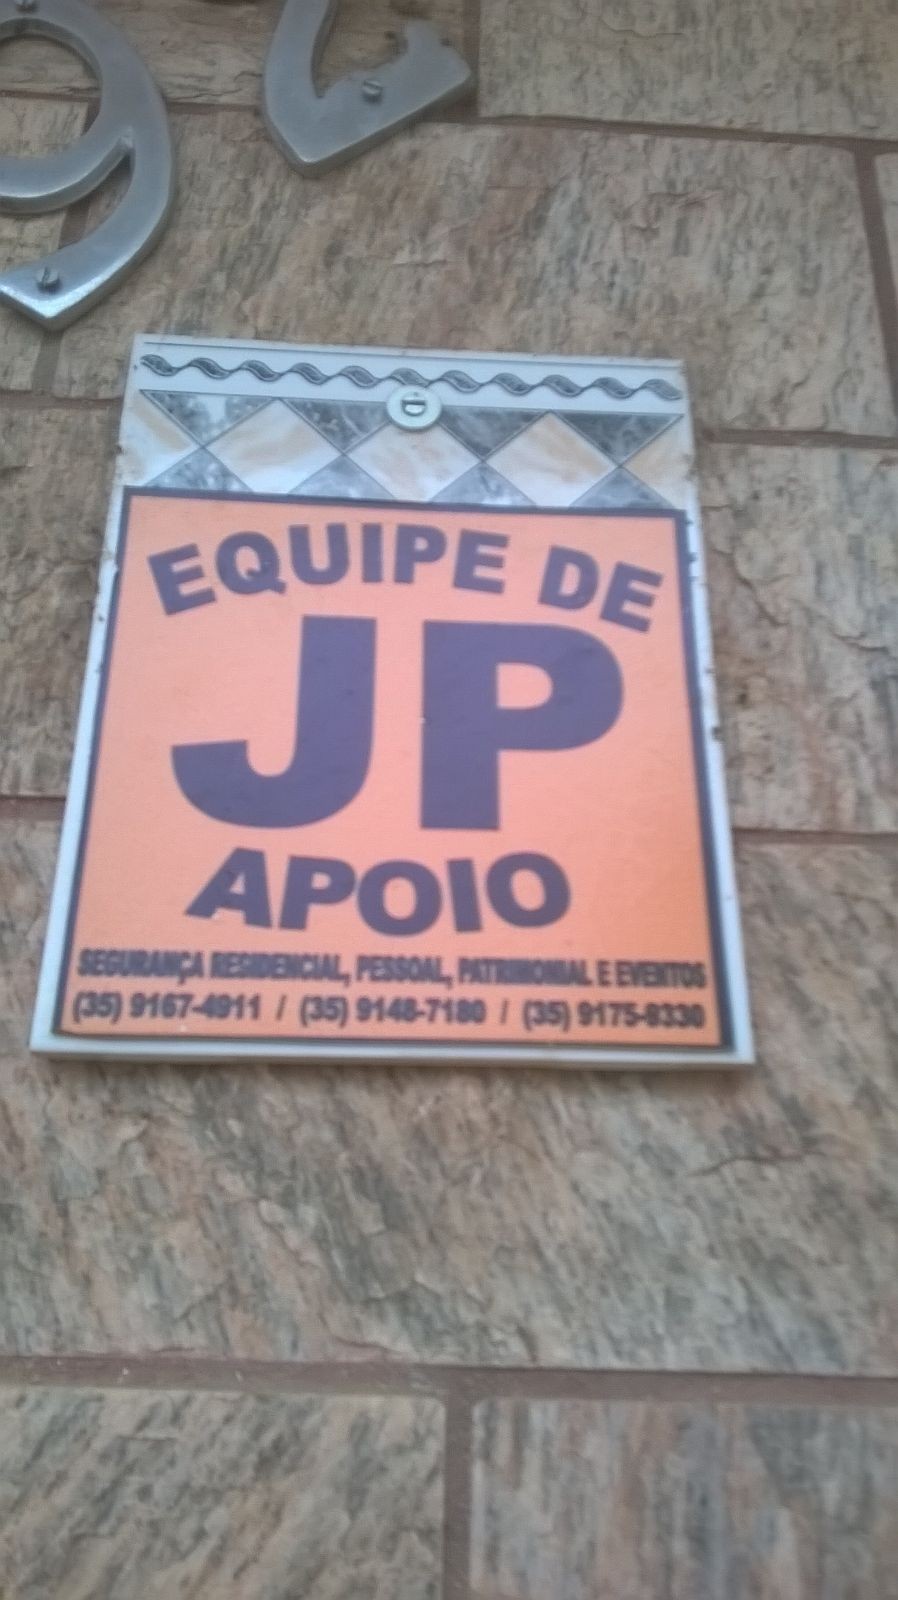 EQUIPE DE
JP
APOIO
SEGURANÇA RESIDENCIAL, PESSOAL, PATRIMONIAL E EVENTOS
(35) 9167-4911 / (35) 9148-7180 / (35) 9175-8330